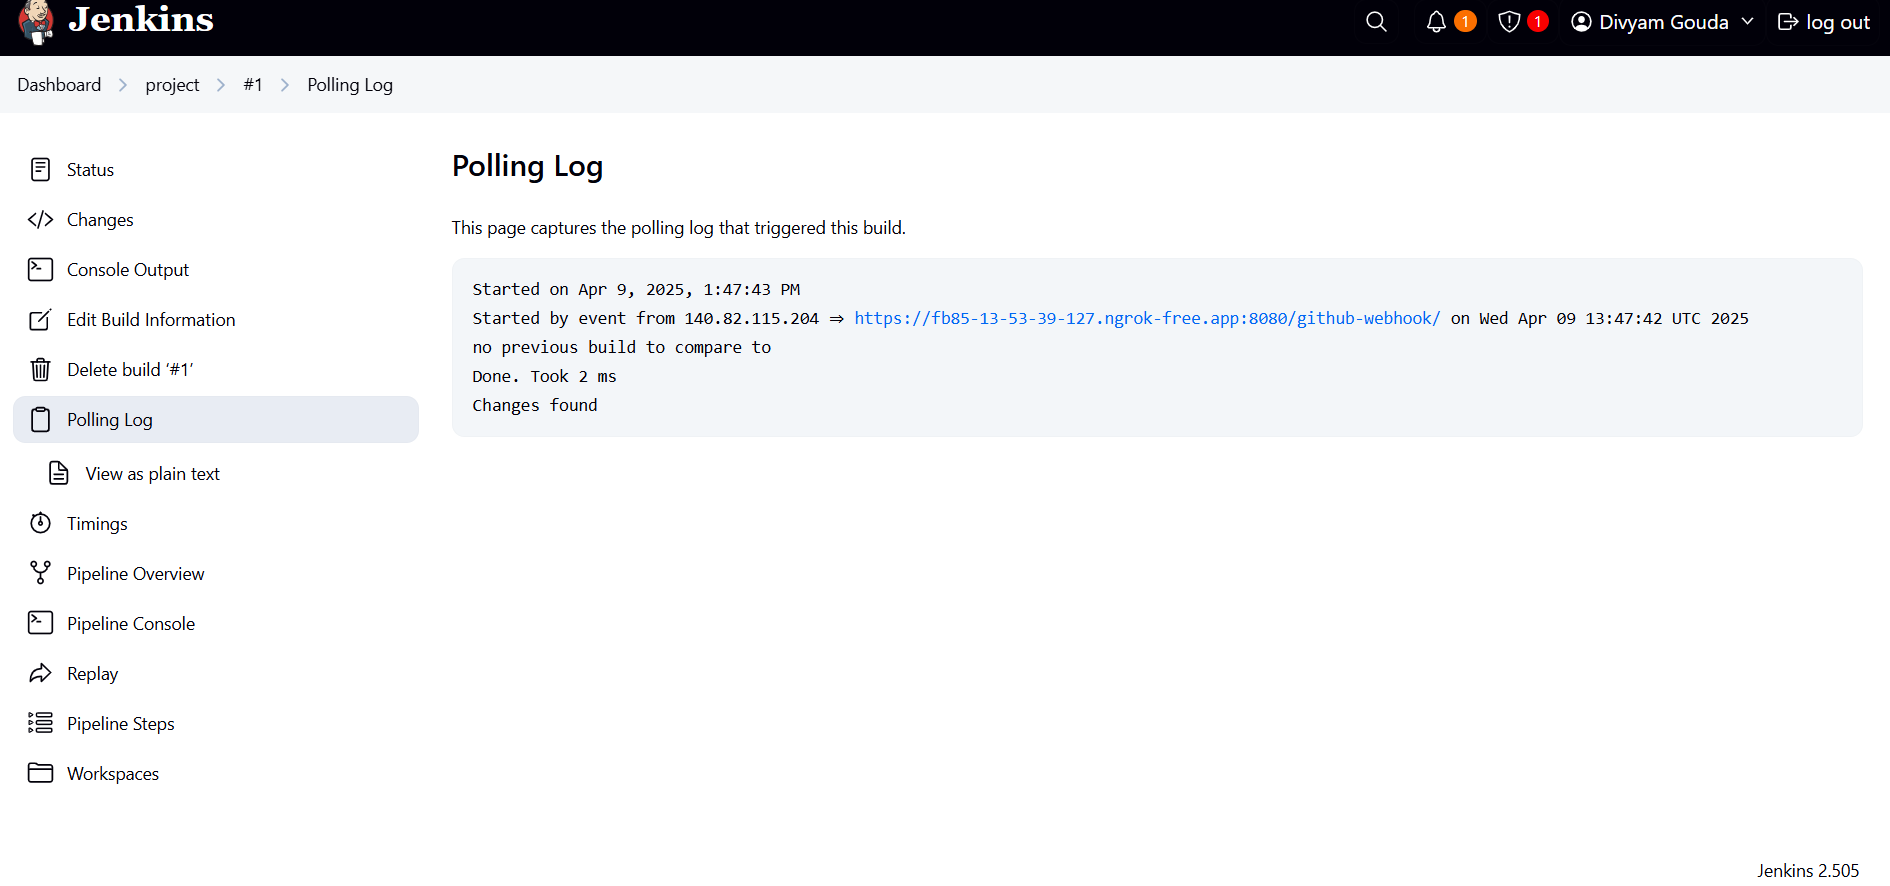 Jenkins
1
1
Divyam Gouda
log out
Dashboard
project
#1
Polling Log
Status
Changes
Console Output
Edit Build Information
Delete build ‘#1’
Polling Log
View as plain text
Timings
Pipeline Overview
Pipeline Console
Replay
Pipeline Steps
Workspaces
Polling Log
This page captures the polling log that triggered this build.
Started on Apr 9, 2025, 1:47:43 PM
Started by event from 140.82.115.204 ⇒ https://fb85-13-53-39-127.ngrok-free.app:8080/github-webhook/ on Wed Apr 09 13:47:42 UTC 2025
no previous build to compare to
Done. Took 2 ms
Changes found
Jenkins 2.505